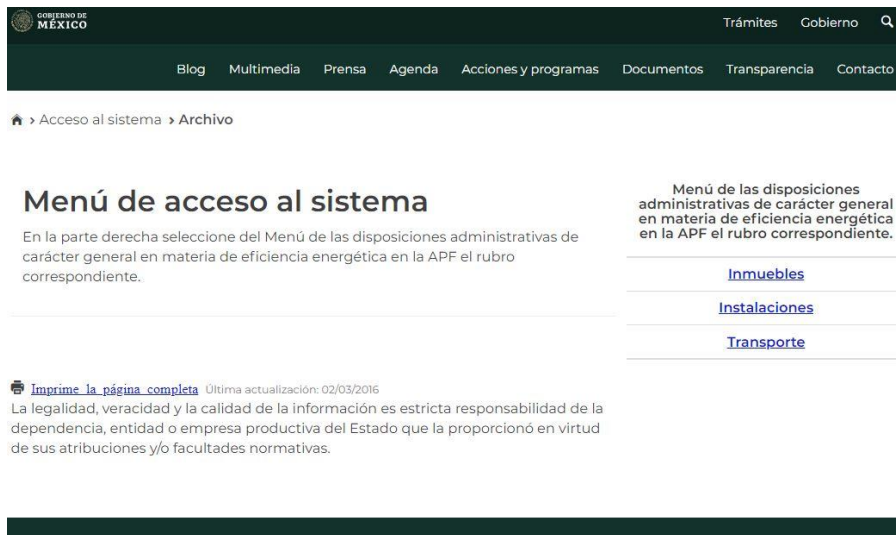 GOBIERNO DE
MÉXICO
Trámites Gobierno
Blog Multimedia Prensa Agenda Acciones y programas Documentos Transparencia Contacto
> Acceso al sistema > Archivo
Menú de acceso al sistema
En la parte derecha seleccione del Menú de las disposiciones administrativas de
carácter general en materia de eficiencia energética en la APF el rubro
correspondiente.
Menú de las disposiciones
administrativas de carácter general
en materia de eficiencia energética
en la APF el rubro correspondiente.
Inmuebles
Instalaciones
Transporte
Imprime la página completa Última actualización: 02/03/2016
La legalidad, veracidad y la calidad de la información es estricta responsabilidad de la
dependencia, entidad o empresa productiva del Estado que la proporcionó en virtud
de sus atribuciones y/o facultades normativas.